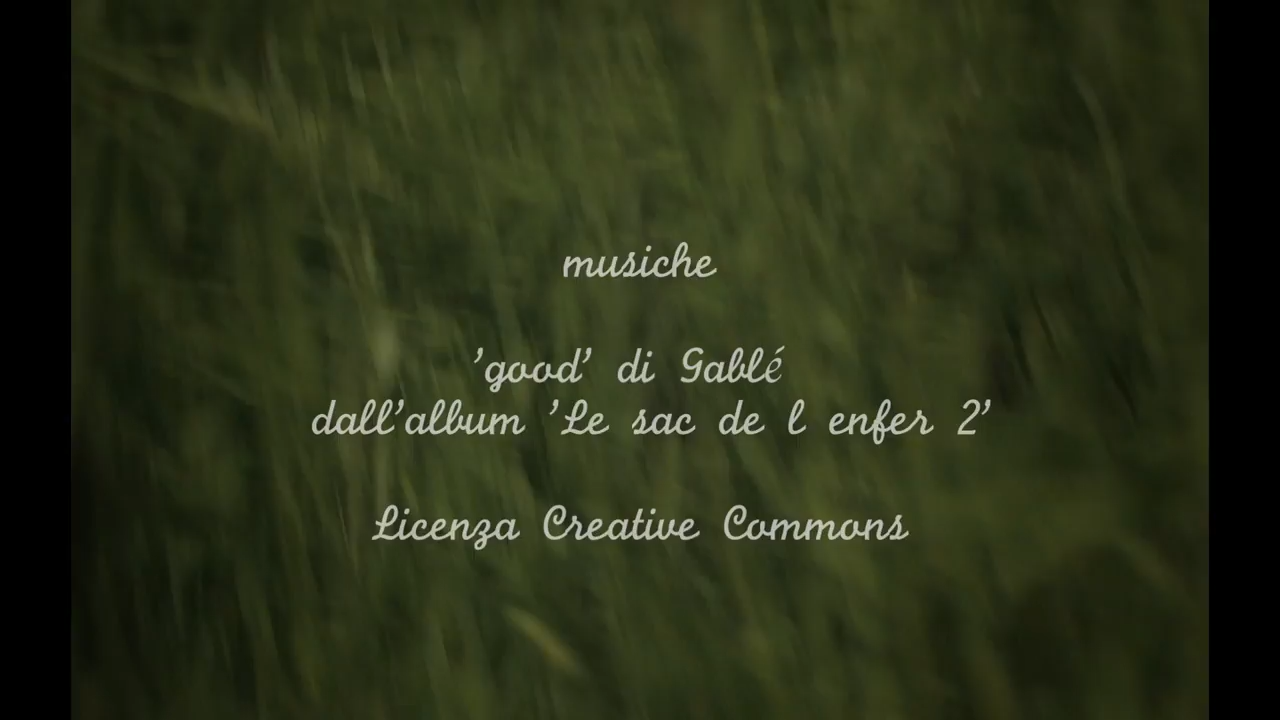 musiche
'good' di Gablé
dall'album 'Le sac de l enfer 2'
Licenza Creative Commons